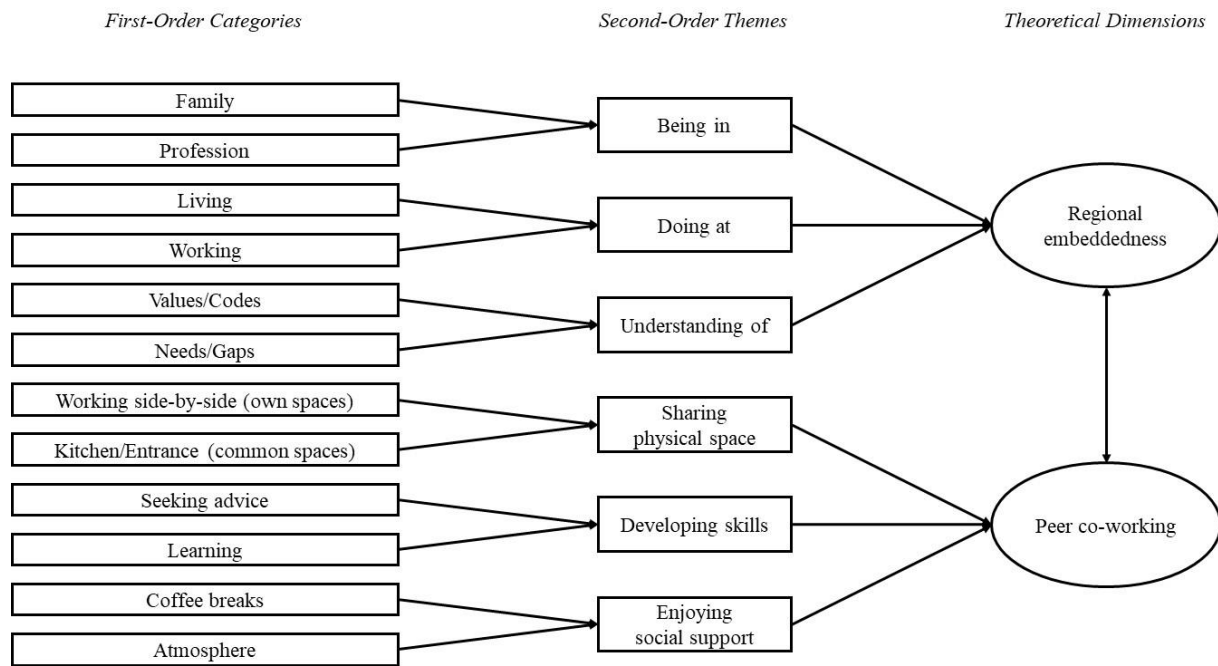 First-Order Categories
Second-Order Themes
Theoretical Dimensions
Family
Profession
Living
Working
Values/Codes
Needs/Gaps
Working side-by-side (own spaces)
Kitchen/Entrance (common spaces)
Seeking advice
Learning
Coffee breaks
Atmosphere
Being in
Doing at
Understanding of
Sharing
physical space
Developing skills
Enjoying
social support
Regional
embeddedness
Peer co-working